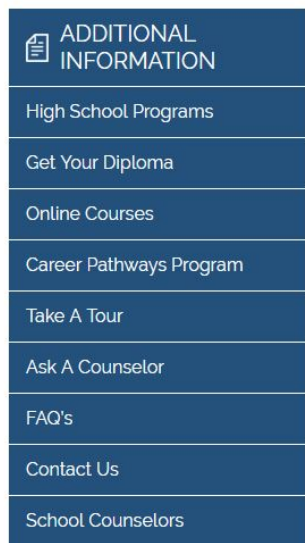 ADDITIONAL
INFORMATION
High School Programs
Get Your Diploma
Online Courses
Career Pathways Program
Take A Tour
Ask A Counselor
FAQ's
Contact Us
School Counselors